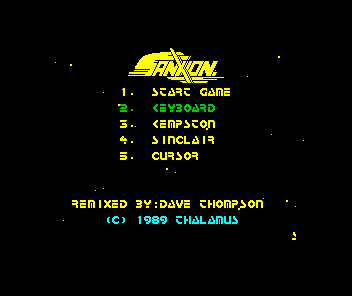 SANXION
1. START GAME
2. KEYBOARD
3. KEMPSTON
4. SINCLAIR
5. CURSOR
REMIXED BY:DAVE THOMPSON
(C) 1989 THALAMUS